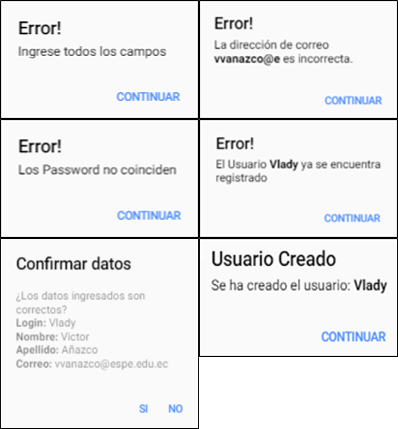 Error!
Ingrese todos los campos
CONTINUAR
Error!
La dirección de correo
vvanazco@e es incorrecta.
CONTINUAR
Error!
Los Password no coinciden
CONTINUAR
Error!
El Usuario Vlady ya se encuentra
registrado
CONTINUAR
Confirmar datos
¿Los datos ingresados son
correctos?
Login: Vlady
Nombre: Victor
Apellido: Añazco
Correo: vvanazco@espe.edu.ec
SI NO
Usuario Creado
Se ha creado el usuario: Vlady
CONTINUAR